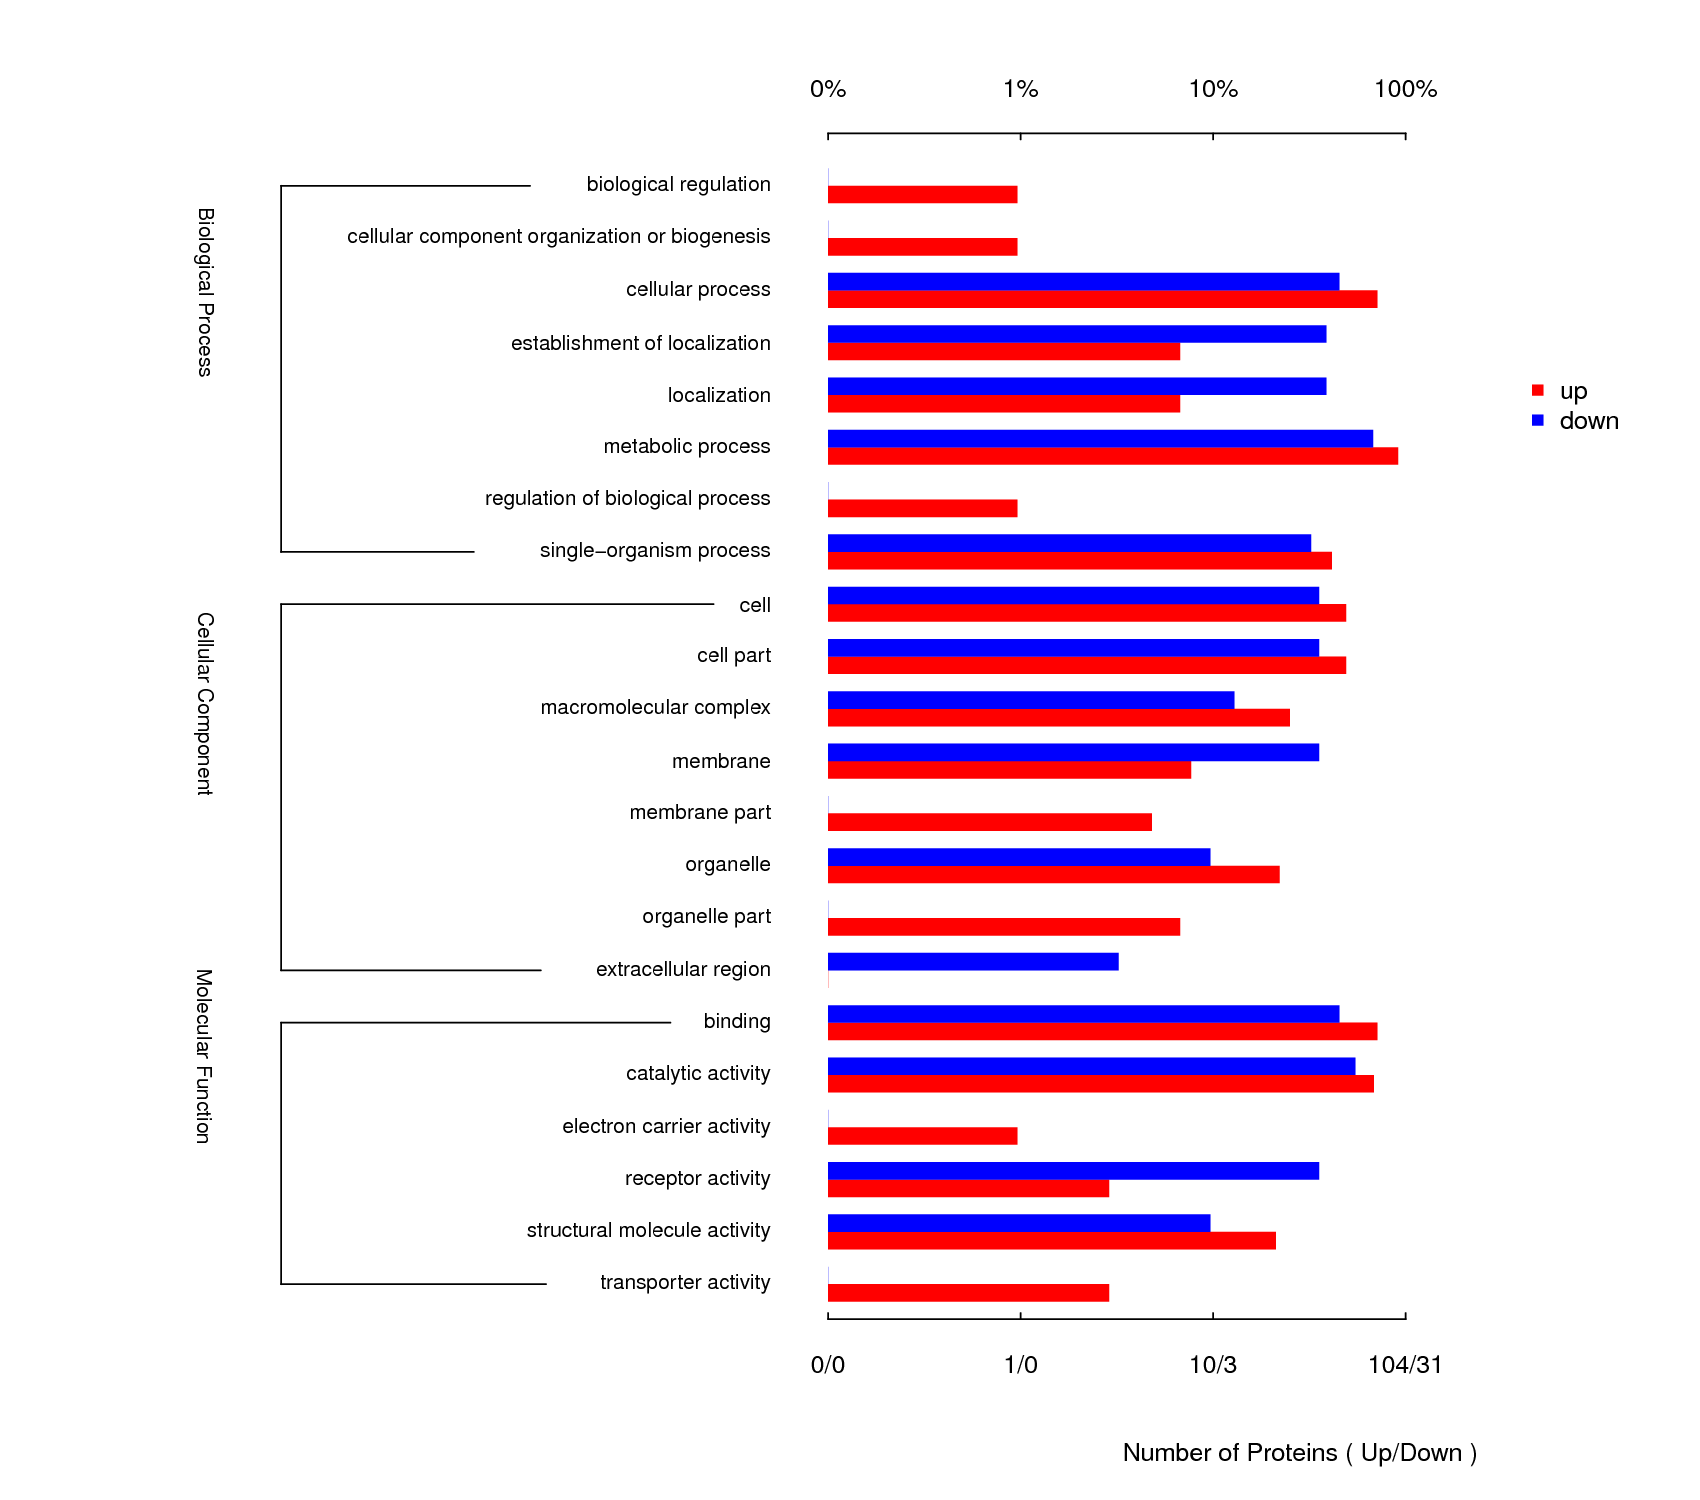 0% 1% 10% 100%
biological regulation
cellular component organization or biogenesis
cellular process
establishment of localization
localization
metabolic process
regulation of biological process
single−organism process
cell
cell part
macromolecular complex
membrane
membrane part
organelle
organelle part
extracellular region
binding
catalytic activity
electron carrier activity
receptor activity
structural molecule activity
transporter activity
Biological Process
Cellular Component
Molecular Function
up
down
0/0 1/0 10/3 104/31
Number of Proteins ( Up/Down )